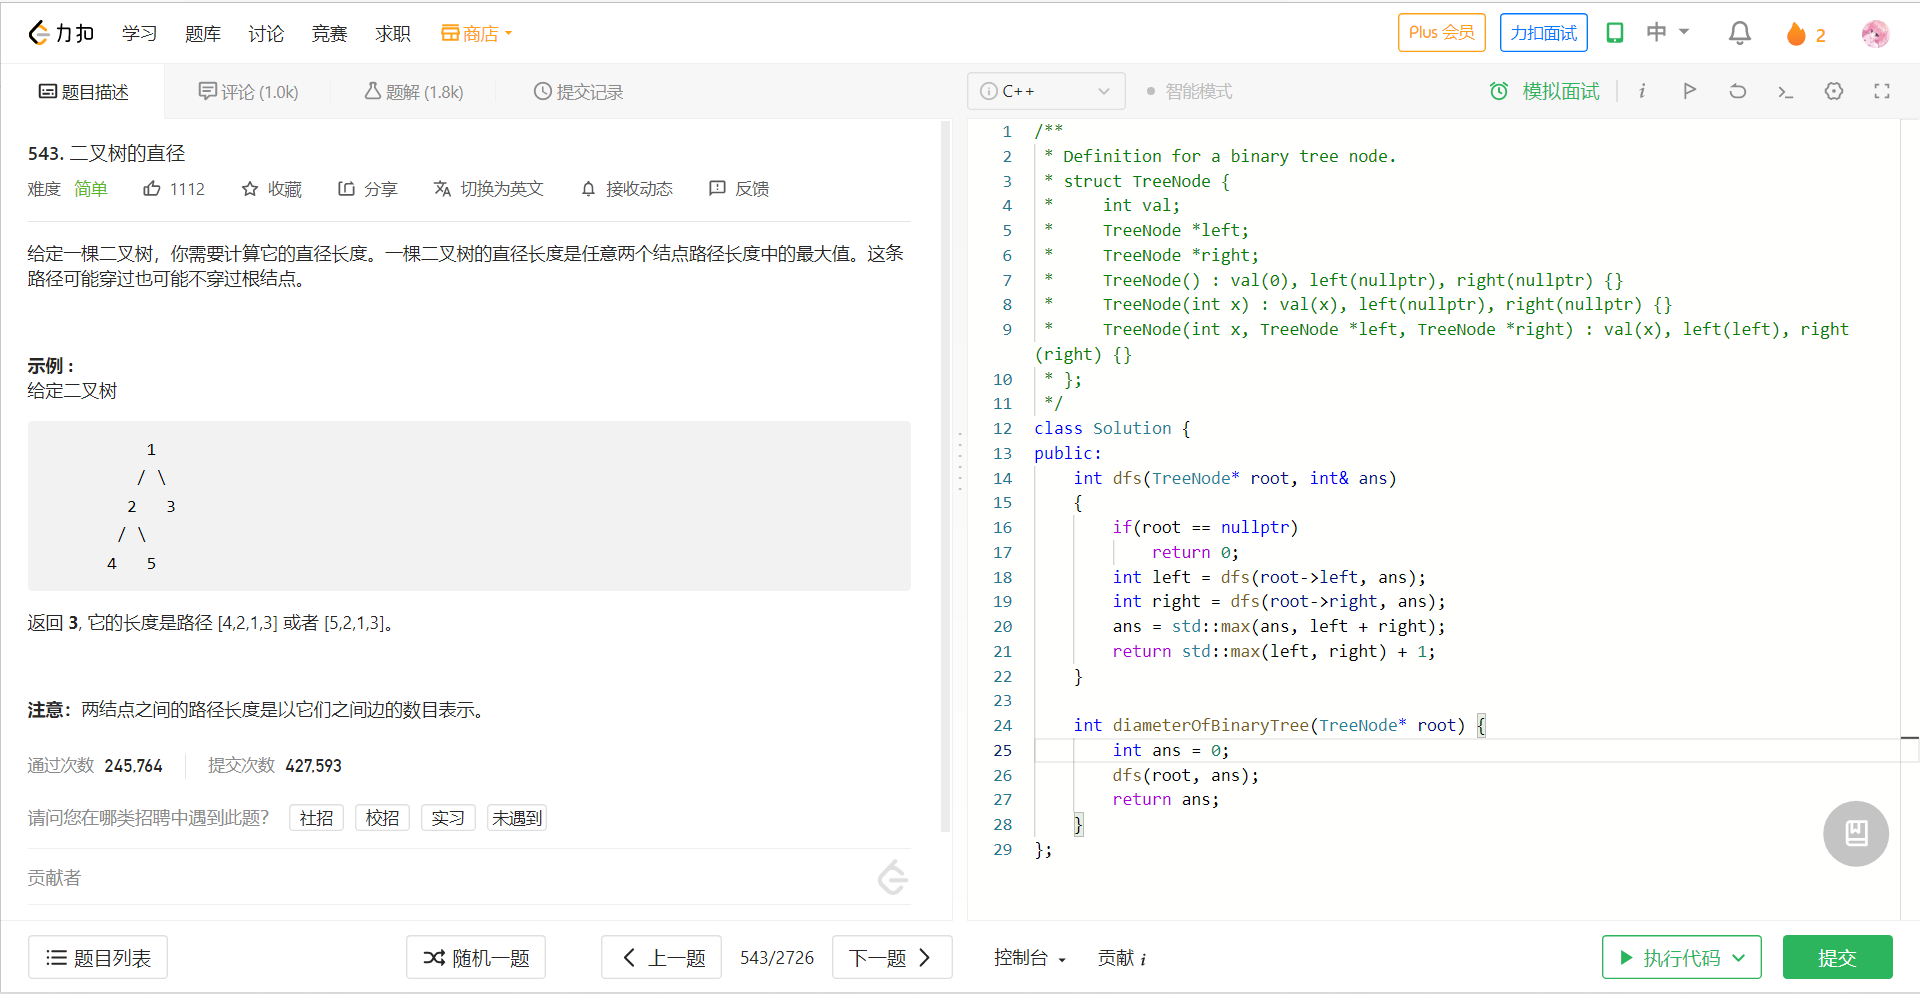 力扣 学习 题库 讨论 竞赛 求职 商店 Plus 会员 力扣面试 中 2
题目描述 评论 (1.0k) 题解 (1.8k) 提交记录
543. 二叉树的直径
难度 简单 1112 收藏 分享 切换为英文 接收动态 反馈
给定一棵二叉树，你需要计算它的直径长度。一棵二叉树的直径长度是任意两个结点路径长度中的最大值。这条
路径可能穿过也可能不穿过根结点。
示例 :
给定二叉树
1
/ \
2 3
/ \
4 5
返回 3, 它的长度是路径 [4,2,1,3] 或者 [5,2,1,3]。
注意：两结点之间的路径长度是以它们之间边的数目表示。
通过次数 245,764 提交次数 427,593
请问您在哪类招聘中遇到此题？ 社招 校招 实习 未遇到
贡献者
题目列表 随机一题 上一题 543/2726 下一题
C++ 智能模式 模拟面试 i
1 /**
2 * Definition for a binary tree node.
3 * struct TreeNode {
4 *     int val;
5 *     TreeNode *left;
6 *     TreeNode *right;
7 *     TreeNode() : val(0), left(nullptr), right(nullptr) {}
8 *     TreeNode(int x) : val(x), left(nullptr), right(nullptr) {}
9 *     TreeNode(int x, TreeNode *left, TreeNode *right) : val(x), left(left), right
(right) {}
10 * };
11 */
12 class Solution {
13 public:
14     int dfs(TreeNode* root, int& ans)
15     {
16         if(root == nullptr)
17             return 0;
18         int left = dfs(root->left, ans);
19         int right = dfs(root->right, ans);
20         ans = std::max(ans, left + right);
21         return std::max(left, right) + 1;
22     }
23
24     int diameterOfBinaryTree(TreeNode* root) {
25         int ans = 0;
26         dfs(root, ans);
27         return ans;
28     }
29 };
控制台 贡献 i 执行代码 提交